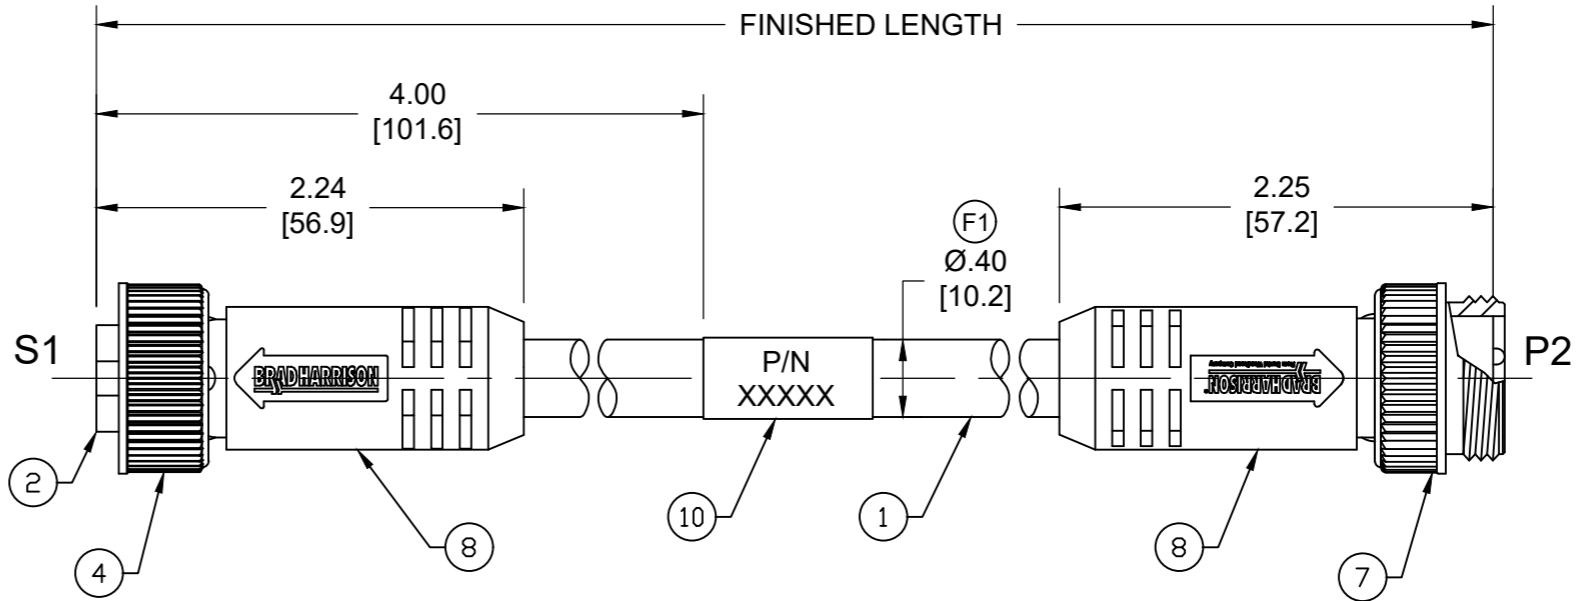 FINISHED LENGTH
4.00
[101.6]
2.24
[56.9]
2.25
[57.2]
F1
Ø.40
[10.2]
S1
BRAD HARRISON
P/N
XXXXX
BRAD HARRISON
P2
2
4
8
10
1
8
7